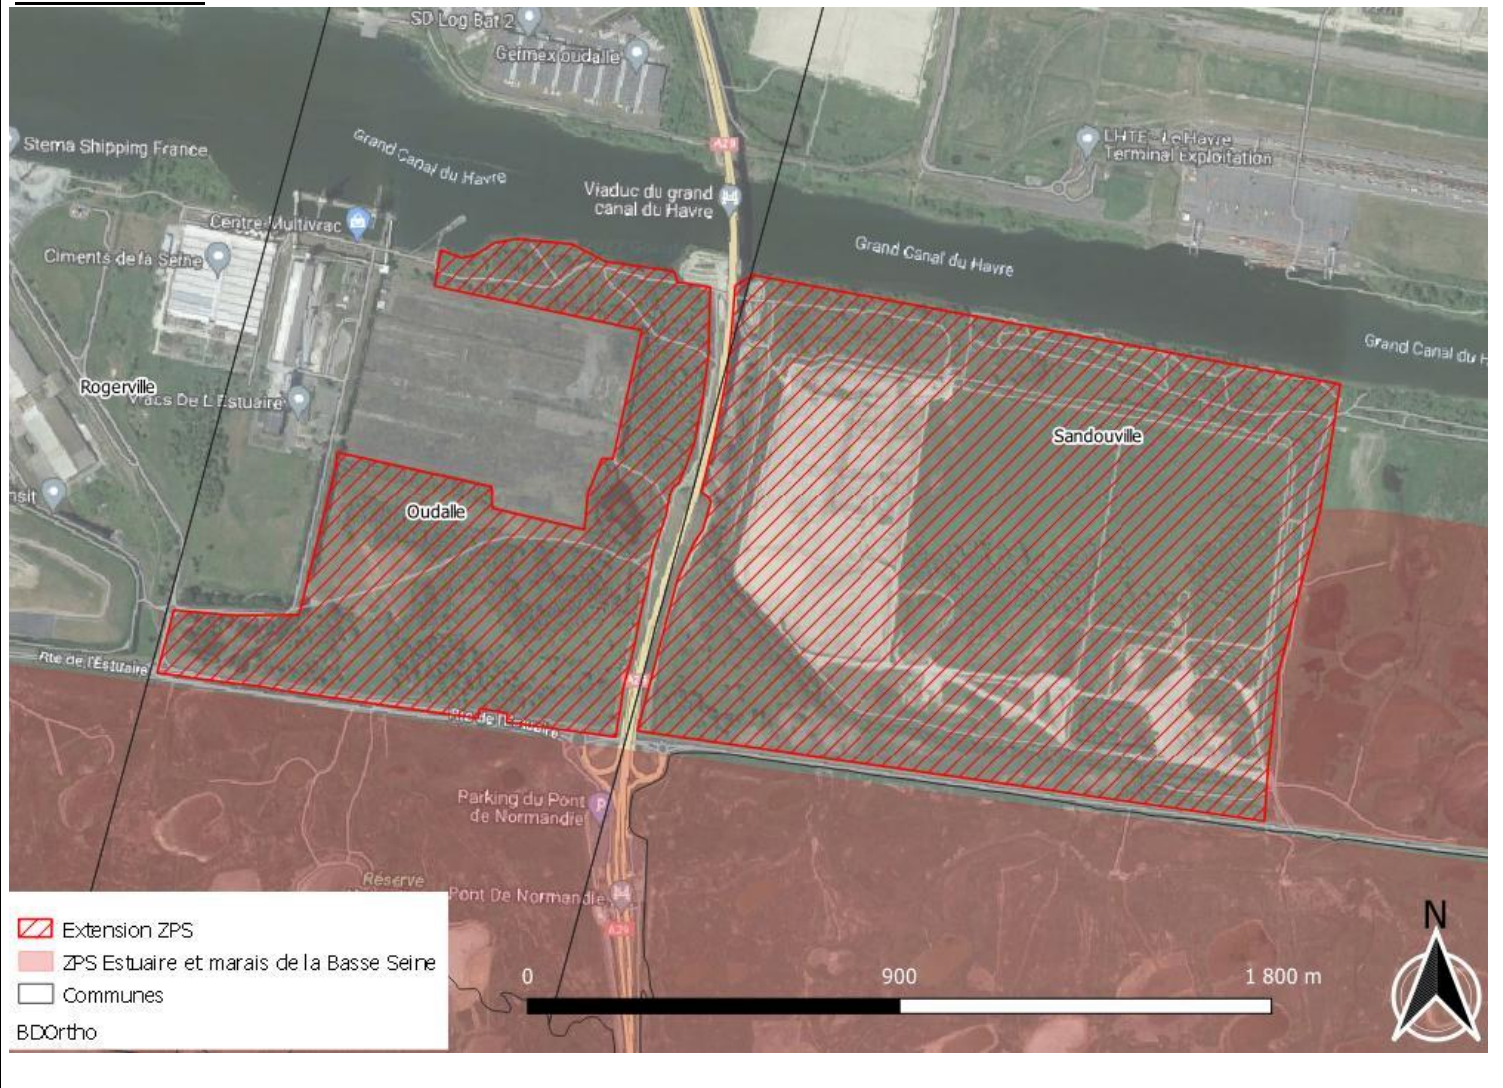 SD Log Bat 2
Germex oudalle
Stema Shipping France
Grand Canal du Havre
A29
LHTE - Le Havre
Terminal Exploitation
Viaduc du grand
canal du Havre
Centre Multivrac
Ciments de la Seine
Grand Canal du Havre
Grand Canal du H
Rogerville
Vracs De L'Estuaire
Sandouville
nsit
Oudalle
Rte de l'Estuaire
A29
Rte de l'Estuaire
Parking du Pont
de Normandie
P
Réserve
Pont De Normandie
A29
Extension ZPS
ZPS Estuaire et marais de la Basse Seine
Communes
BDOrtho
0 900 1 800 m
N